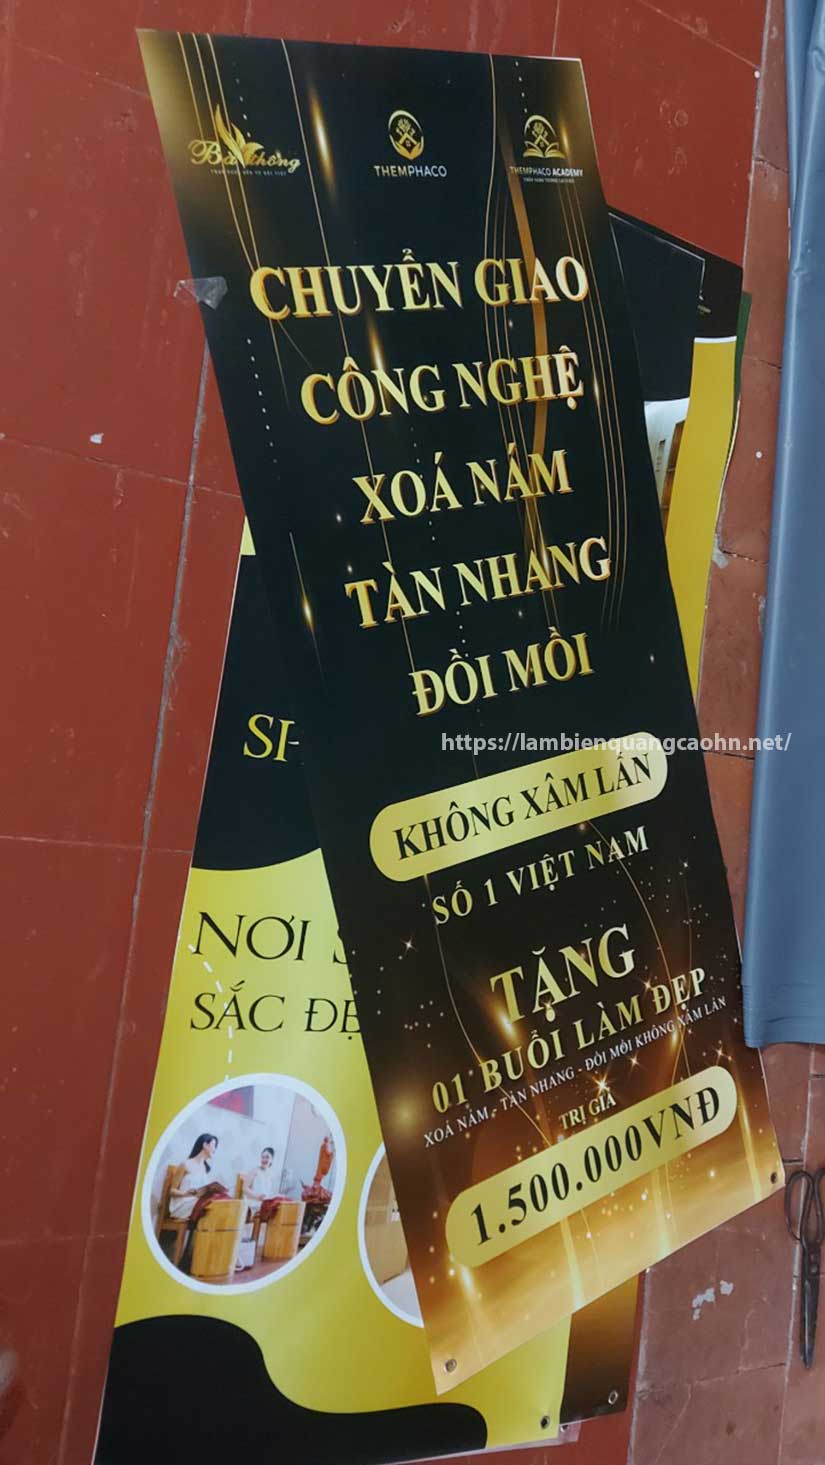 Bà thông
THEMPHACO
THEMPHACO ACADEMY
CHUYỂN GIAO
CÔNG NGHỆ
XOÁ NÁM
TÀN NHANG
ĐỒI MỒI
https://lambienquangcaohn.net/
KHÔNG XÂM LẤN
SỐ 1 VIỆT NAM
TẶNG
01 BUỔI LÀM ĐẸP
XOÁ NÁM - TÀN NHANG - ĐỒI MỒI KHÔNG XÂM LẤN
TRỊ GIÁ
1.500.000VNĐ
NƠI
SẮC